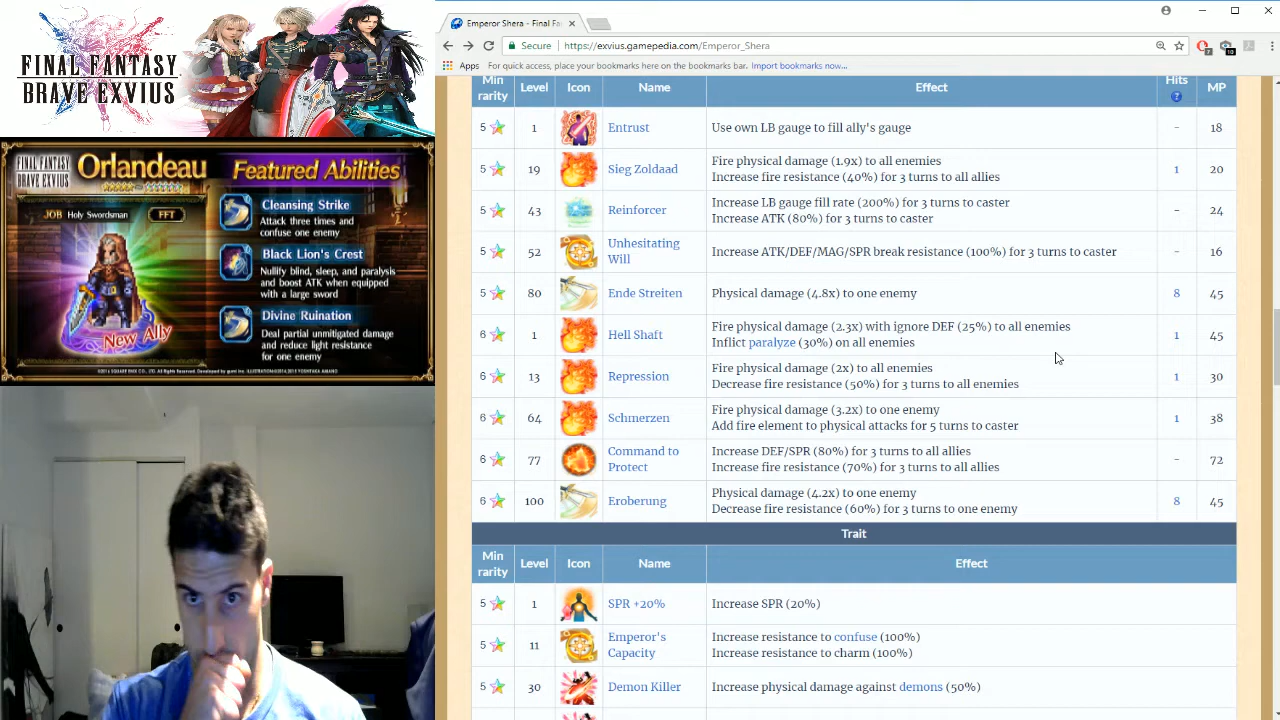 FINAL FANTASY
BRAVE EXVIUS
FINAL FANTASY
BRAVE EXVIUS
Orlandeau
Featured Abilities
JOB Holy Swordsman
FFT
New Ally
Cleansing Strike
Attack three times and
confuse one enemy
Black Lion's Crest
Nullify blind, sleep, and paralysis
and boost ATK when equipped
with a large sword
Divine Ruination
Deal partial unmitigated damage
and reduce light resistance
for one enemy
Emperor Shera - Final Fa
Secure
https://exvius.gamepedia.com/Emperor_Shera
Apps
For quick access, place your bookmarks here on the bookmarks bar. Import bookmarks now...
Min rarity Level Icon Name Effect Hits MP
5 1 Entrust Use own LB gauge to fill ally's gauge - 18
5 19 Sieg Zoldaad Fire physical damage (1.9x) to all enemies
Increase fire resistance (50%) for 3 turns to all allies 1 20
5 43 Reinforcer Increase LB gauge fill rate (200%) for 3 turns to caster
Increase ATK (80%) for 3 turns to caster - 24
5 52 Unhesitating Will Increase ATK/DEF/MAG/SPR break resistance (100%) for 3 turns to caster - 16
5 80 Ende Streiten Physical damage (4.8x) to one enemy 8 45
6 1 Hell Shaft Fire physical damage (2.3x) with ignore DEF (25%) to all enemies
Inflict paralyze (30%) on all enemies 1 45
6 13 Repression Fire physical damage to all enemies
Decrease fire resistance (50%) for 3 turns to all enemies 1 30
6 64 Schmerzen Fire physical damage (3.2x) to one enemy
Add fire element to physical attacks for 5 turns to caster 1 38
6 77 Command to Protect Increase DEF/SPR (80%) for 3 turns to all allies
Increase fire resistance (70%) for 3 turns to all allies - 72
6 100 Eroberung Physical damage (4.2x) to one enemy
Decrease fire resistance (60%) for 3 turns to one enemy 8 45
Trait
Min rarity Level Icon Name Effect
5 1 SPR +20% Increase SPR (20%)
5 11 Emperor's Capacity Increase resistance to confuse (100%)
Increase resistance to charm (100%)
5 30 Demon Killer Increase physical damage against demons (50%)